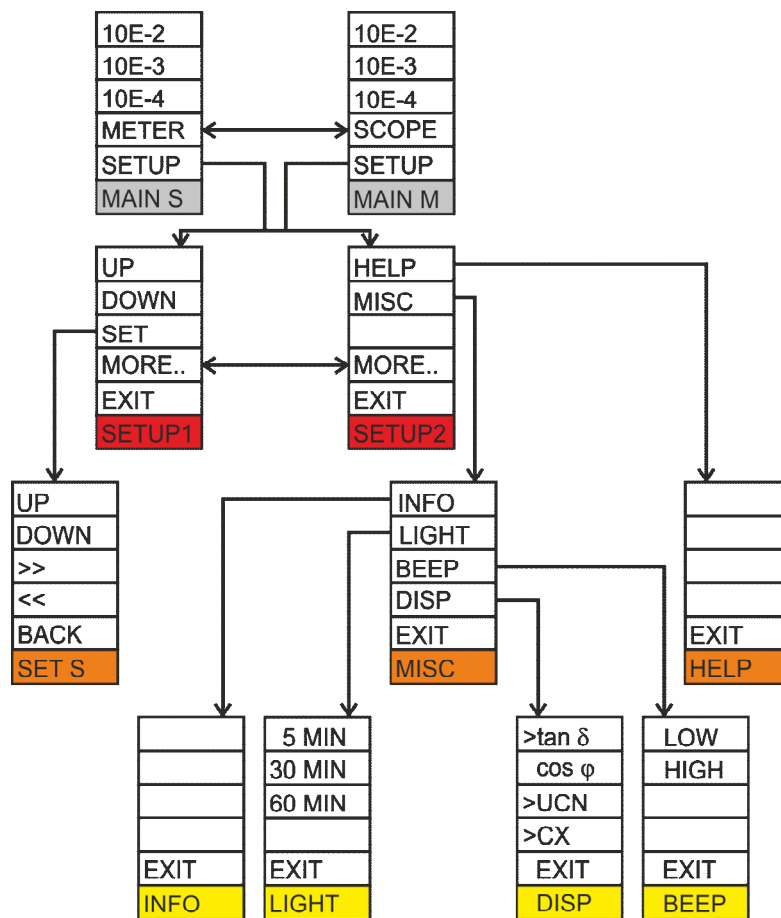 10E-2
10E-3
10E-4
METER
SETUP
MAIN S
10E-2
10E-3
10E-4
SCOPE
SETUP
MAIN M
UP
DOWN
SET
MORE..
EXIT
SETUP1
HELP
MISC
MORE..
EXIT
SETUP2
UP
DOWN
>>
<<
BACK
SET S
INFO
LIGHT
BEEP
DISP
EXIT
MISC
EXIT
HELP
EXIT
INFO
5 MIN
30 MIN
60 MIN
EXIT
LIGHT
>tan δ
cos φ
>UCN
>CX
EXIT
DISP
LOW
HIGH
EXIT
BEEP